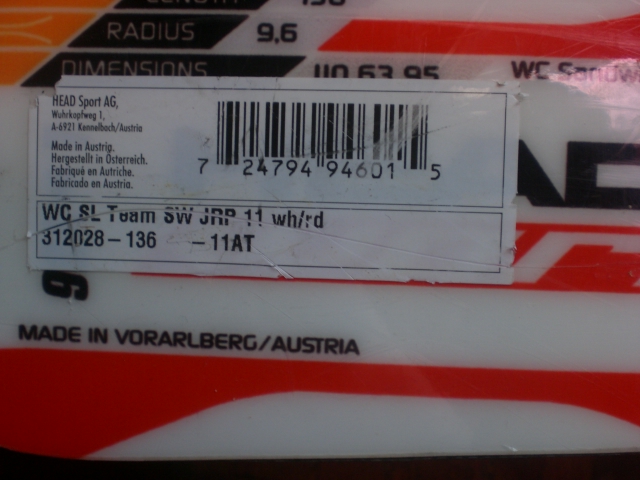 LENGTH 136
RADIUS 9,6
DIMENSIONS 110 63 95 WC Sandw
HEAD Sport AG,
Wuhrkopfweg 1,
A-6921 Kennelbach/Austria
Made in Austria.
Hergestellt in Österreich.
Fabriqué en Autriche.
Fabricado en Austria.
7 24794 94601 5
WC SL Team SW JRP 11 wh/rd
312028-136 -11AT
MADE IN VORARLBERG/AUSTRIA